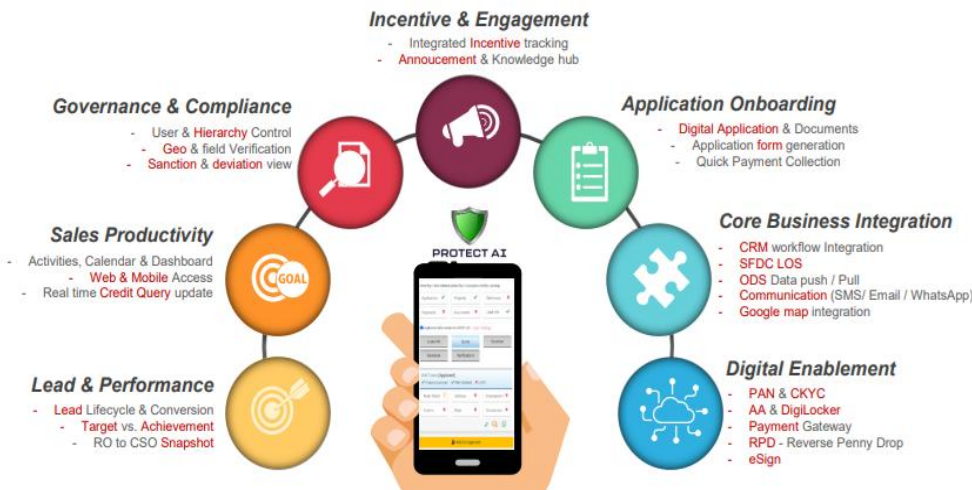 Incentive & Engagement
- Integrated Incentive tracking
- Annoucement & Knowledge hub
Governance & Compliance
- User & Hierarchy Control
- Geo & field Verification
- Sanction & deviation view
Application Onboarding
- Digital Application & Documents
- Application form generation
- Quick Payment Collection
Sales Productivity
- Activities, Calendar & Dashboard
- Web & Mobile Access
- Real time Credit Query update
GOAL
PROTECT AI
Core Business Integration
- CRM workflow Integration
- SFDC LOS
- ODS Data push / Pull
- Communication (SMS/ Email / WhatsApp)
- Google map integration
Lead & Performance
- Lead Lifecycle & Conversion
- Target vs. Achievement
- RO to CSO Snapshot
Digital Enablement
- PAN & CKYC
- AA & DigiLocker
- Payment Gateway
- RPD - Reverse Penny Drop
- eSign